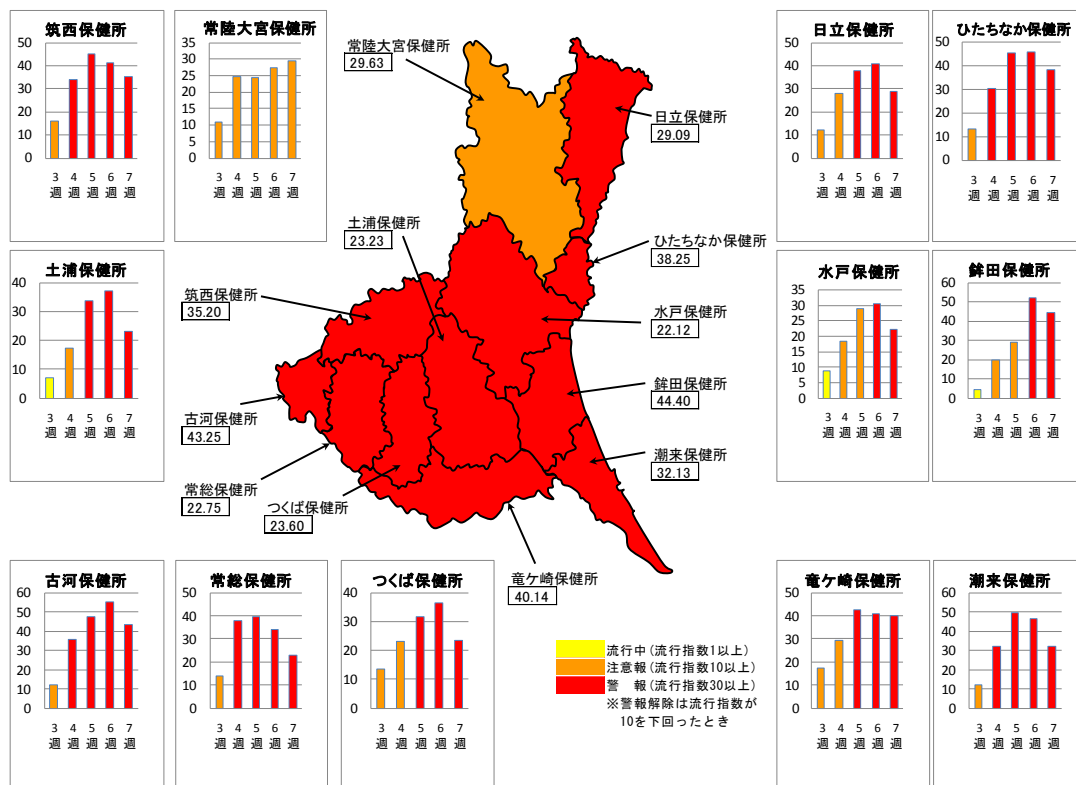 筑西保健所
50
40
30
20
10
0
3 4 5 6 7
週 週 週 週 週
常陸大宮保健所
35
30
25
20
15
10
5
0
3 4 5 6 7
週 週 週 週 週
日立保健所
50
40
30
20
10
0
3 4 5 6 7
週 週 週 週 週
ひたちなか保健所
50
40
30
20
10
0
3 4 5 6 7
週 週 週 週 週
常陸大宮保健所
29.63
日立保健所
29.09
土浦保健所
23.23
ひたちなか保健所
38.25
筑西保健所
35.20
水戸保健所
22.12
鉾田保健所
44.40
古河保健所
43.25
潮来保健所
32.13
常総保健所
22.75
つくば保健所
23.60
竜ケ崎保健所
40.14
土浦保健所
40
30
20
10
0
3 4 5 6 7
週 週 週 週 週
水戸保健所
35
30
25
20
15
10
5
0
3 4 5 6 7
週 週 週 週 週
鉾田保健所
60
50
40
30
20
10
0
3 4 5 6 7
週 週 週 週 週
古河保健所
60
50
40
30
20
10
0
3 4 5 6 7
週 週 週 週 週
常総保健所
50
40
30
20
10
0
3 4 5 6 7
週 週 週 週 週
つくば保健所
40
30
20
10
0
3 4 5 6 7
週 週 週 週 週
流行中(流行指数1以上)
注意報(流行指数10以上)
警 報(流行指数30以上)
※警報解除は流行指数が
10を下回ったとき
竜ケ崎保健所
50
40
30
20
10
0
3 4 5 6 7
週 週 週 週 週
潮来保健所
60
50
40
30
20
10
0
3 4 5 6 7
週 週 週 週 週